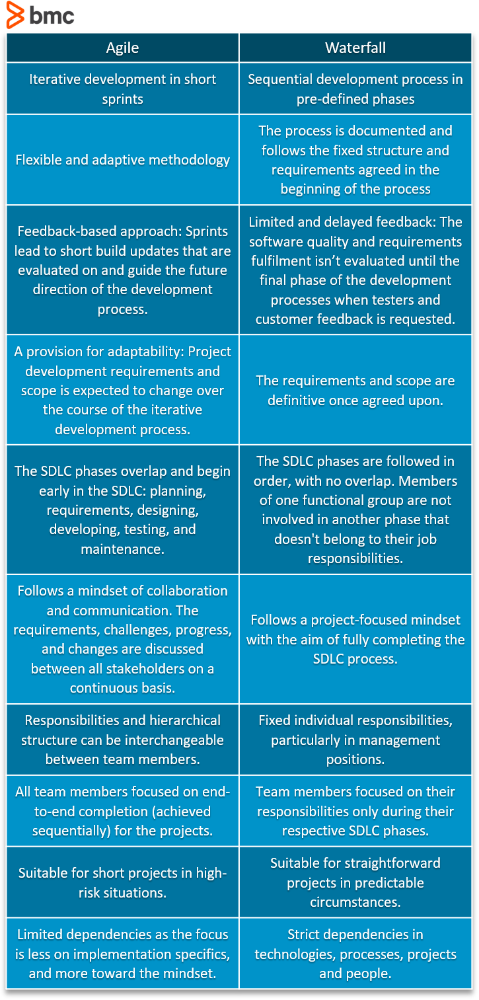 bmc
Agile
Waterfall
Iterative development in short
sprints
Sequential development process in
pre-defined phases
Flexible and adaptive methodology
The process is documented and
follows the fixed structure and
requirements agreed in the
beginning of the process
Feedback-based approach: Sprints
lead to short build updates that are
evaluated on and guide the future
direction of the development
process.
Limited and delayed feedback: The
software quality and requirements
fulfilment isn’t evaluated until the
final phase of the development
processes when testers and
customer feedback is requested.
A provision for adaptability: Project
development requirements and
scope is expected to change over
the course of the iterative
development process.
The requirements and scope are
definitive once agreed upon.
The SDLC phases overlap and begin
early in the SDLC: planning,
requirements, designing,
developing, testing, and
maintenance.
The SDLC phases are followed in
order, with no overlap. Members
of one functional group are not
involved in another phase that
doesn't belong to their job
responsibilities.
Follows a mindset of collaboration
and communication. The
requirements, challenges, progress,
and changes are discussed
between all stakeholders on a
continuous basis.
Follows a project-focused mindset
with the aim of fully completing the
SDLC process.
Responsibilities and hierarchical
structure can be interchangeable
between team members.
Fixed individual responsibilities,
particularly in management
positions.
All team members focused on end-
to-end completion (achieved
sequentially) for the projects.
Team members focused on their
responsibilities only during their
respective SDLC phases.
Suitable for short projects in high-
risk situations.
Suitable for straightforward
projects in predictable
circumstances.
Limited dependencies as the focus
is less on implementation specifics,
and more toward the mindset.
Strict dependencies in
technologies, processes, projects
and people.